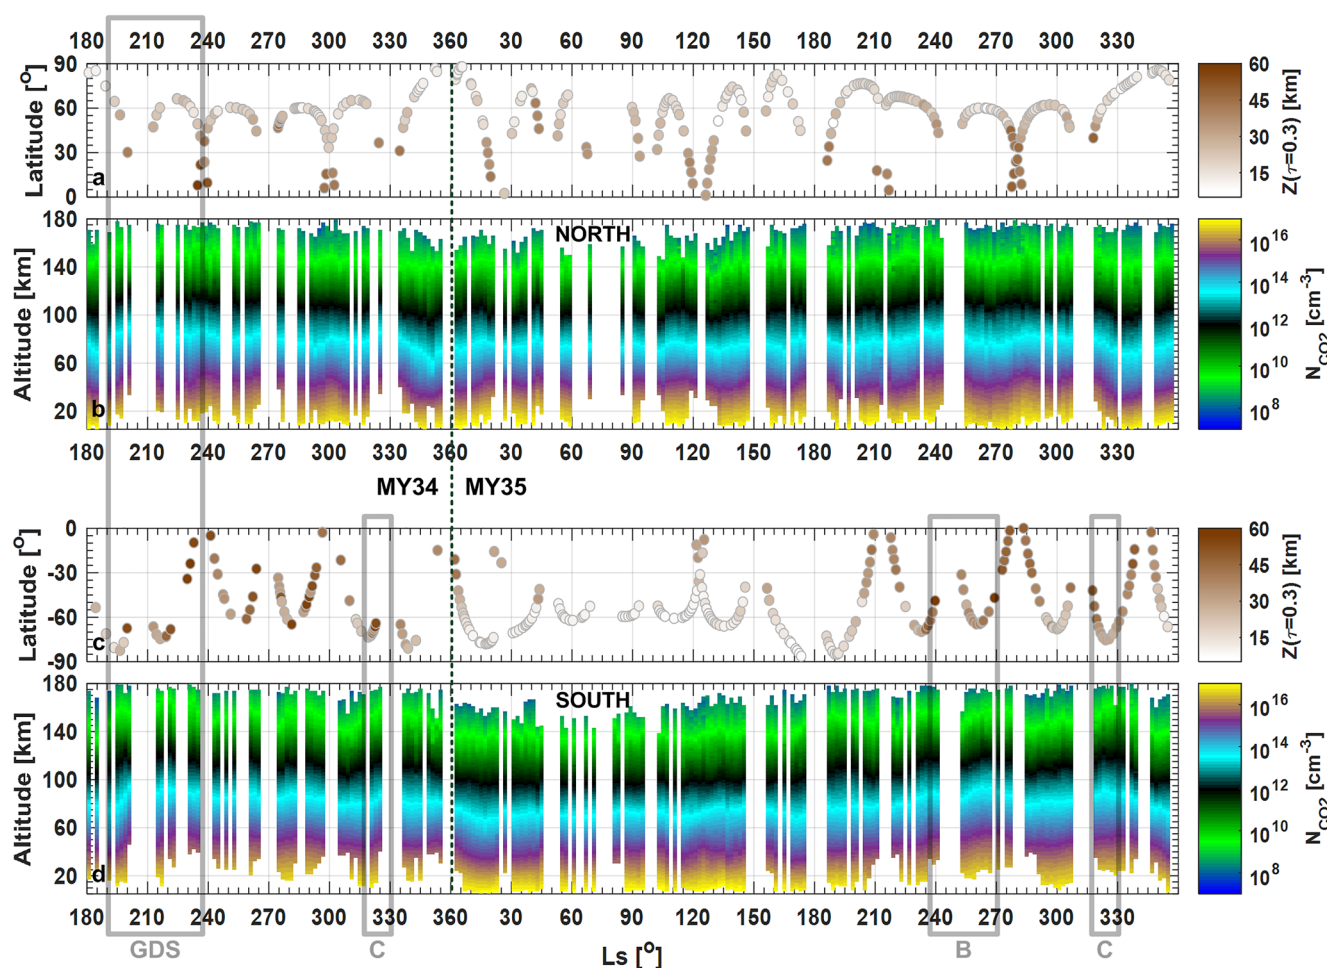 180 210 240 270 300 330 360 30 60 90 120 150 180 210 240 270 300 330
Latitude [o]
90
60
30
0
a
60
45
30
15
Z(τ=0.3) [km]
Altitude [km]
180
140
100
60
20
b
NORTH
10^16
10^14
10^12
10^10
10^8
N_CO2 [cm^-3]
180 210 240 270 300 330 360 30 60 90 120 150 180 210 240 270 300 330
MY34 MY35
Latitude [o]
0
-30
-60
-90
c
60
45
30
15
Z(τ=0.3) [km]
Altitude [km]
180
140
100
60
20
d
SOUTH
10^16
10^14
10^12
10^10
10^8
N_CO2 [cm^-3]
180 210 240 270 300 330 360 30 60 90 120 150 180 210 240 270 300 330
GDS C Ls [o] B C